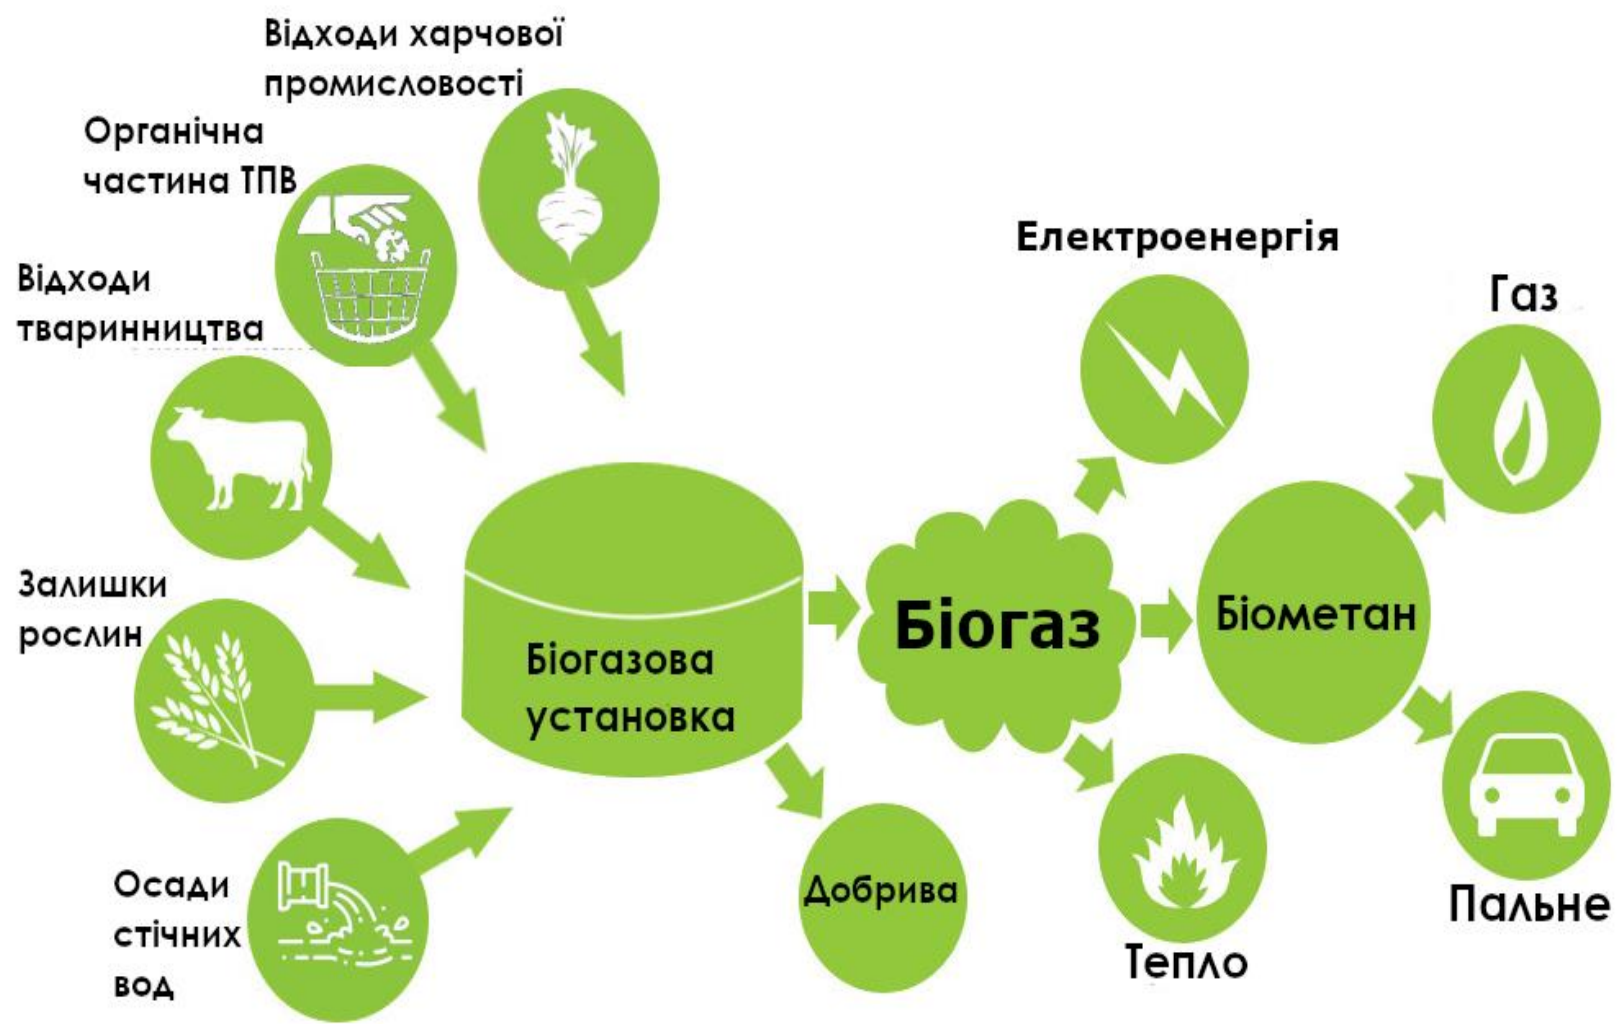 Відходи харчової
промисловості
Органічна
частина ТПВ
Відходи
тваринництва
Залишки
рослин
Осади
стічних
вод
Біогазова
установка
Добрива
Біогаз
Електроенергія
Тепло
Біометан
Газ
Пальне